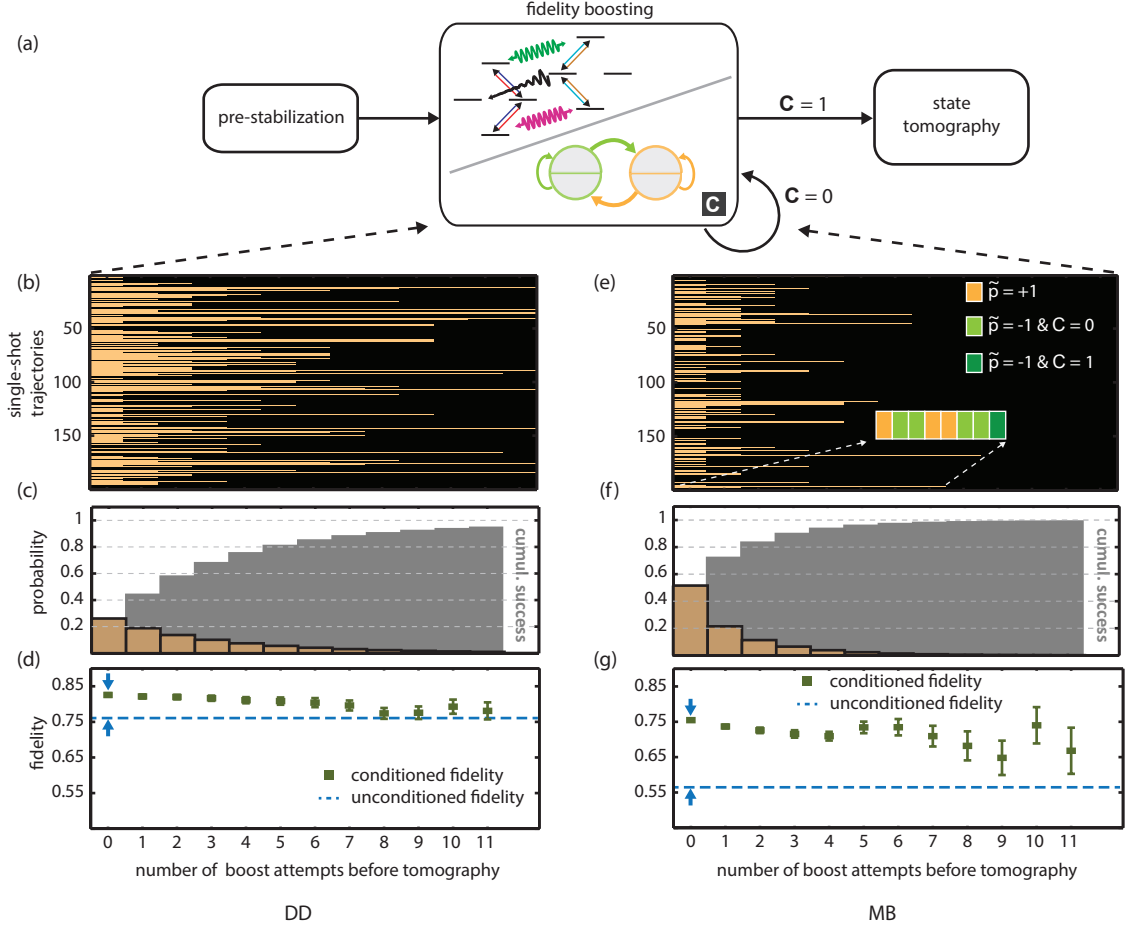 fidelity boosting
(a)
pre-stabilization
C = 1
state
tomography
C
C = 0
(b)
single-shot
trajectories
50
100
150
(e)
50
100
150
p̃ = +1
p̃ = -1 & C = 0
p̃ = -1 & C = 1
(c)
probability
1
0.8
0.6
0.4
0.2
cumul. success
(f)
1
0.8
0.6
0.4
0.2
cumul. success
(d)
fidelity
0.85
0.75
0.65
0.55
conditioned fidelity
unconditioned fidelity
0 1 2 3 4 5 6 7 8 9 10 11
number of boost attempts before tomography
DD
(g)
0.85
0.75
0.65
0.55
conditioned fidelity
unconditioned fidelity
0 1 2 3 4 5 6 7 8 9 10 11
number of boost attempts before tomography
MB